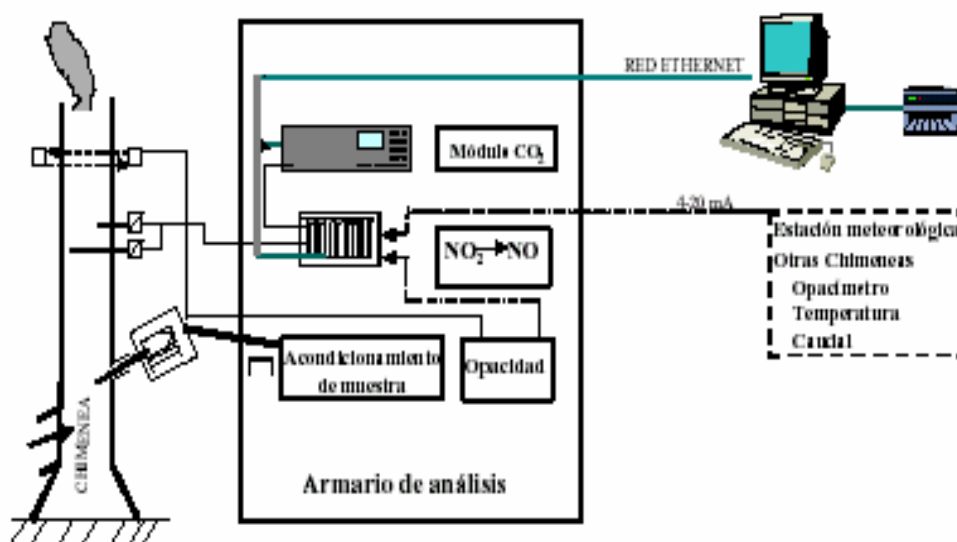 RED ETHERNET
Módulo CO2
4-20 mA
Estación meteorológica
Otras Chimeneas
Opacímetro
Temperatura
Caudal
NO2 NO
Acondicionamiento
de muestra
Opacidad
CHIMENEA
Armario de análisis